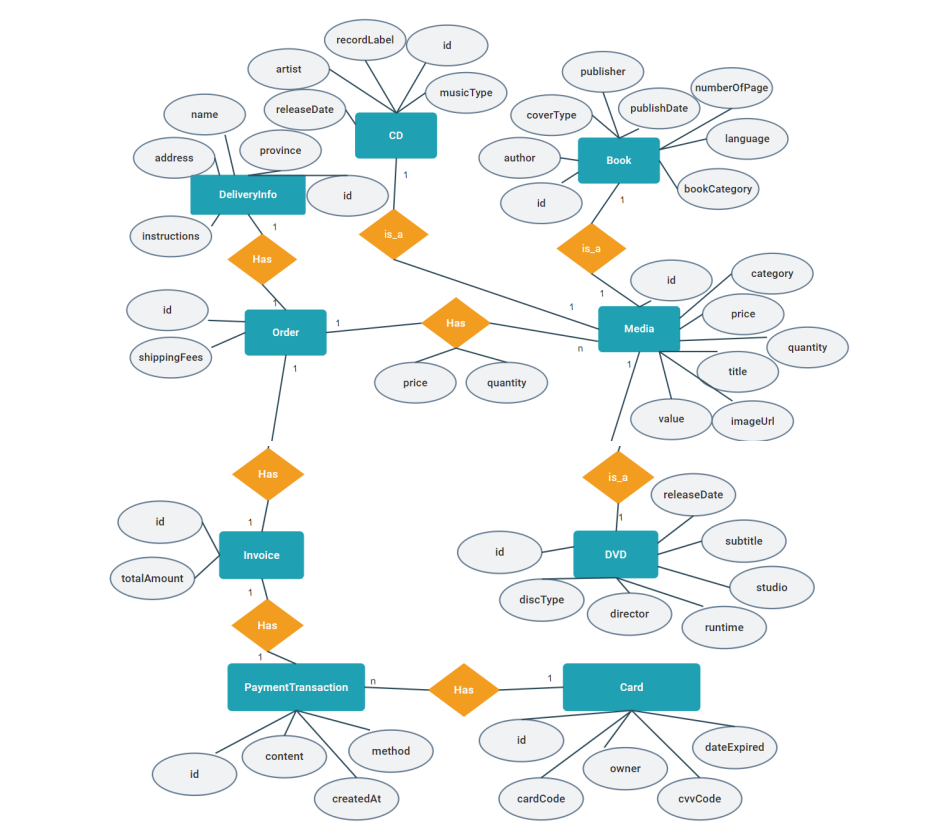 recordLabel
id
artist
musicType
releaseDate
CD
name
address
province
DeliveryInfo
id
instructions
1
1
is_a
Has
publisher
numberOfPage
publishDate
coverType
language
author
Book
bookCategory
id
1
is_a
1
id
category
price
Media
quantity
title
value
imageUrl
1
id
shippingFees
Order
1
Has
price
quantity
1
n
1
1
Has
1
is_a
1
releaseDate
subtitle
id
DVD
studio
discType
director
runtime
id
totalAmount
Invoice
1
Has
1
PaymentTransaction
n
Has
1
Card
id
content
method
createdAt
id
owner
dateExpired
cardCode
cvvCode